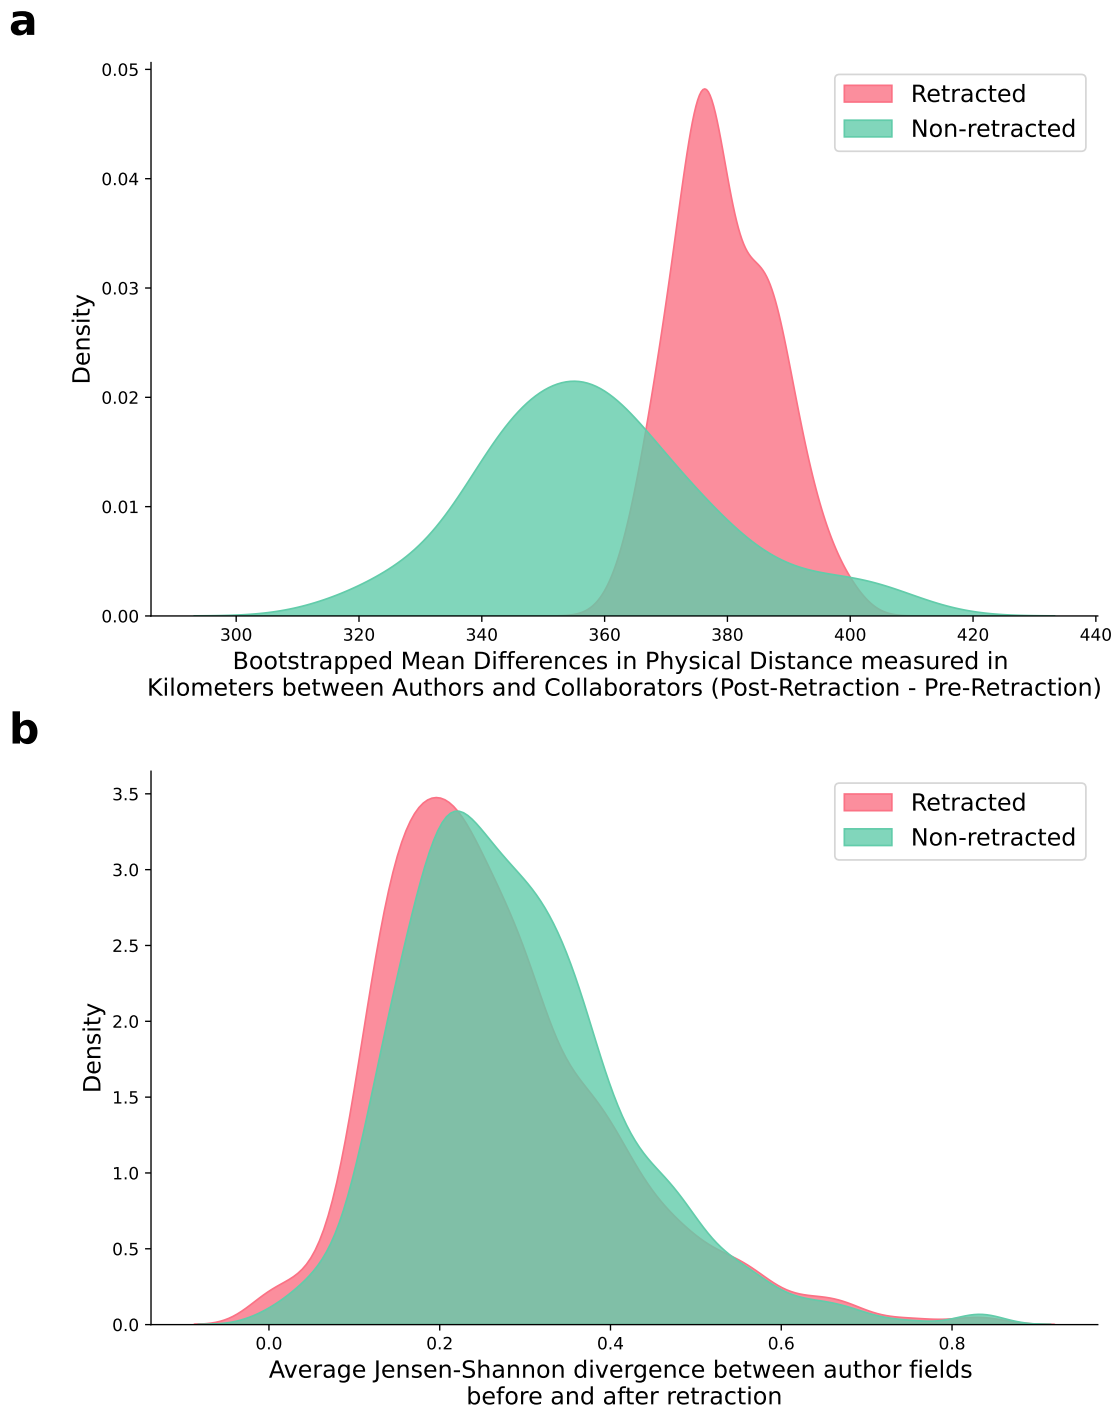 a
0.05
0.04
0.03
0.02
0.01
0.00
Density
Retracted
Non-retracted
300 320 340 360 380 400 420 440
Bootstrapped Mean Differences in Physical Distance measured in
Kilometers between Authors and Collaborators (Post-Retraction - Pre-Retraction)
b
3.5
3.0
2.5
2.0
1.5
1.0
0.5
0.0
Density
Retracted
Non-retracted
0.0 0.2 0.4 0.6 0.8
Average Jensen-Shannon divergence between author fields
before and after retraction